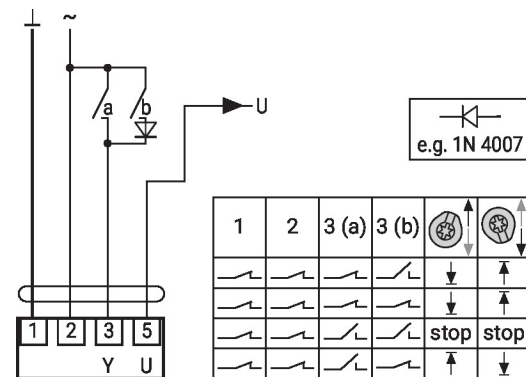 ~
a b
U
e.g. 1N 4007
1 2 3 (a) 3 (b)
stop stop
1 2 3 5
Y U